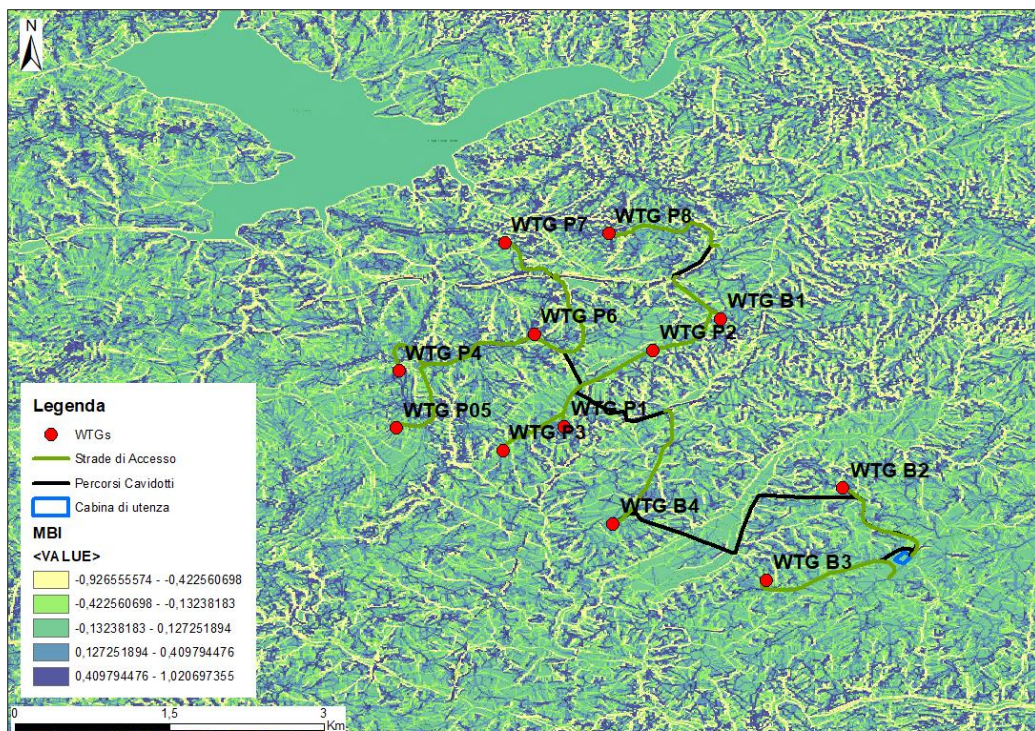 N
WTG P7
WTG P8
WTG B1
WTG P6
WTG P2
WTG P4
WTG P05
WTG P1
WTG P3
WTG B2
WTG B4
WTG B3
Legenda
WTGs
Strade di Accesso
Percorsi Cavidotti
Cabina di utenza
MBI
<VALUE>
-0,926555574 - -0,422560698
-0,422560698 - -0,13238183
-0,13238183 - 0,127251894
0,127251894 - 0,409794476
0,409794476 - 1,020697355
0 1,5 3
Km